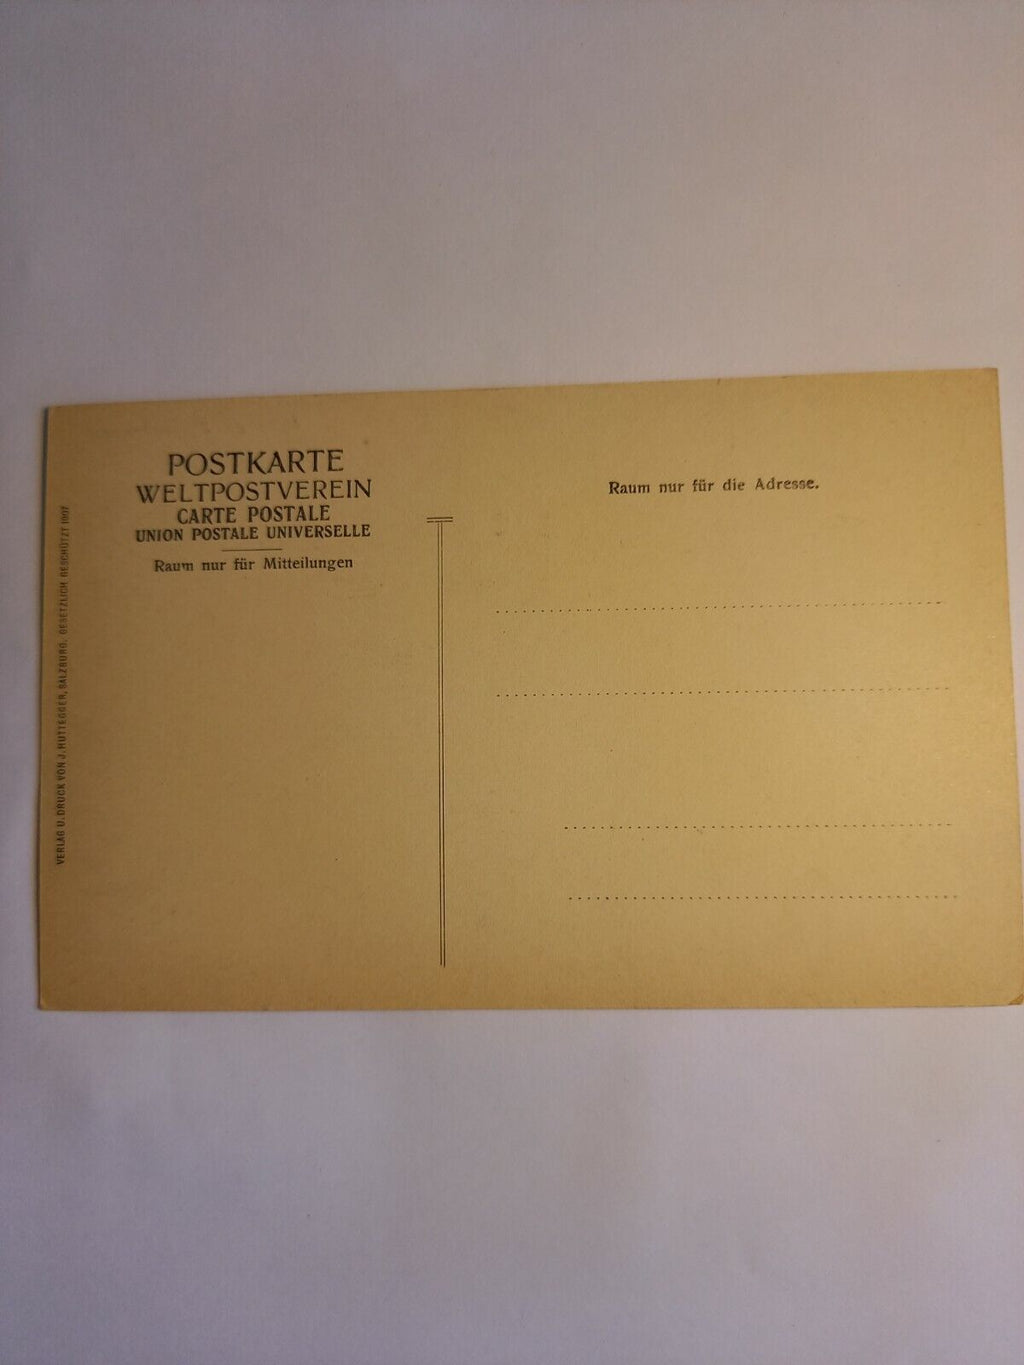 POSTKARTE
WELTPOSTVEREIN
CARTE POSTALE
UNION POSTALE UNIVERSELLE
Raum nur für Mitteilungen
Raum nur für die Adresse.
VERLAG U. DRUCK VON J. HUTTEGGER, SALZBURG, GESETZLICH GESCHÜTZT 1907